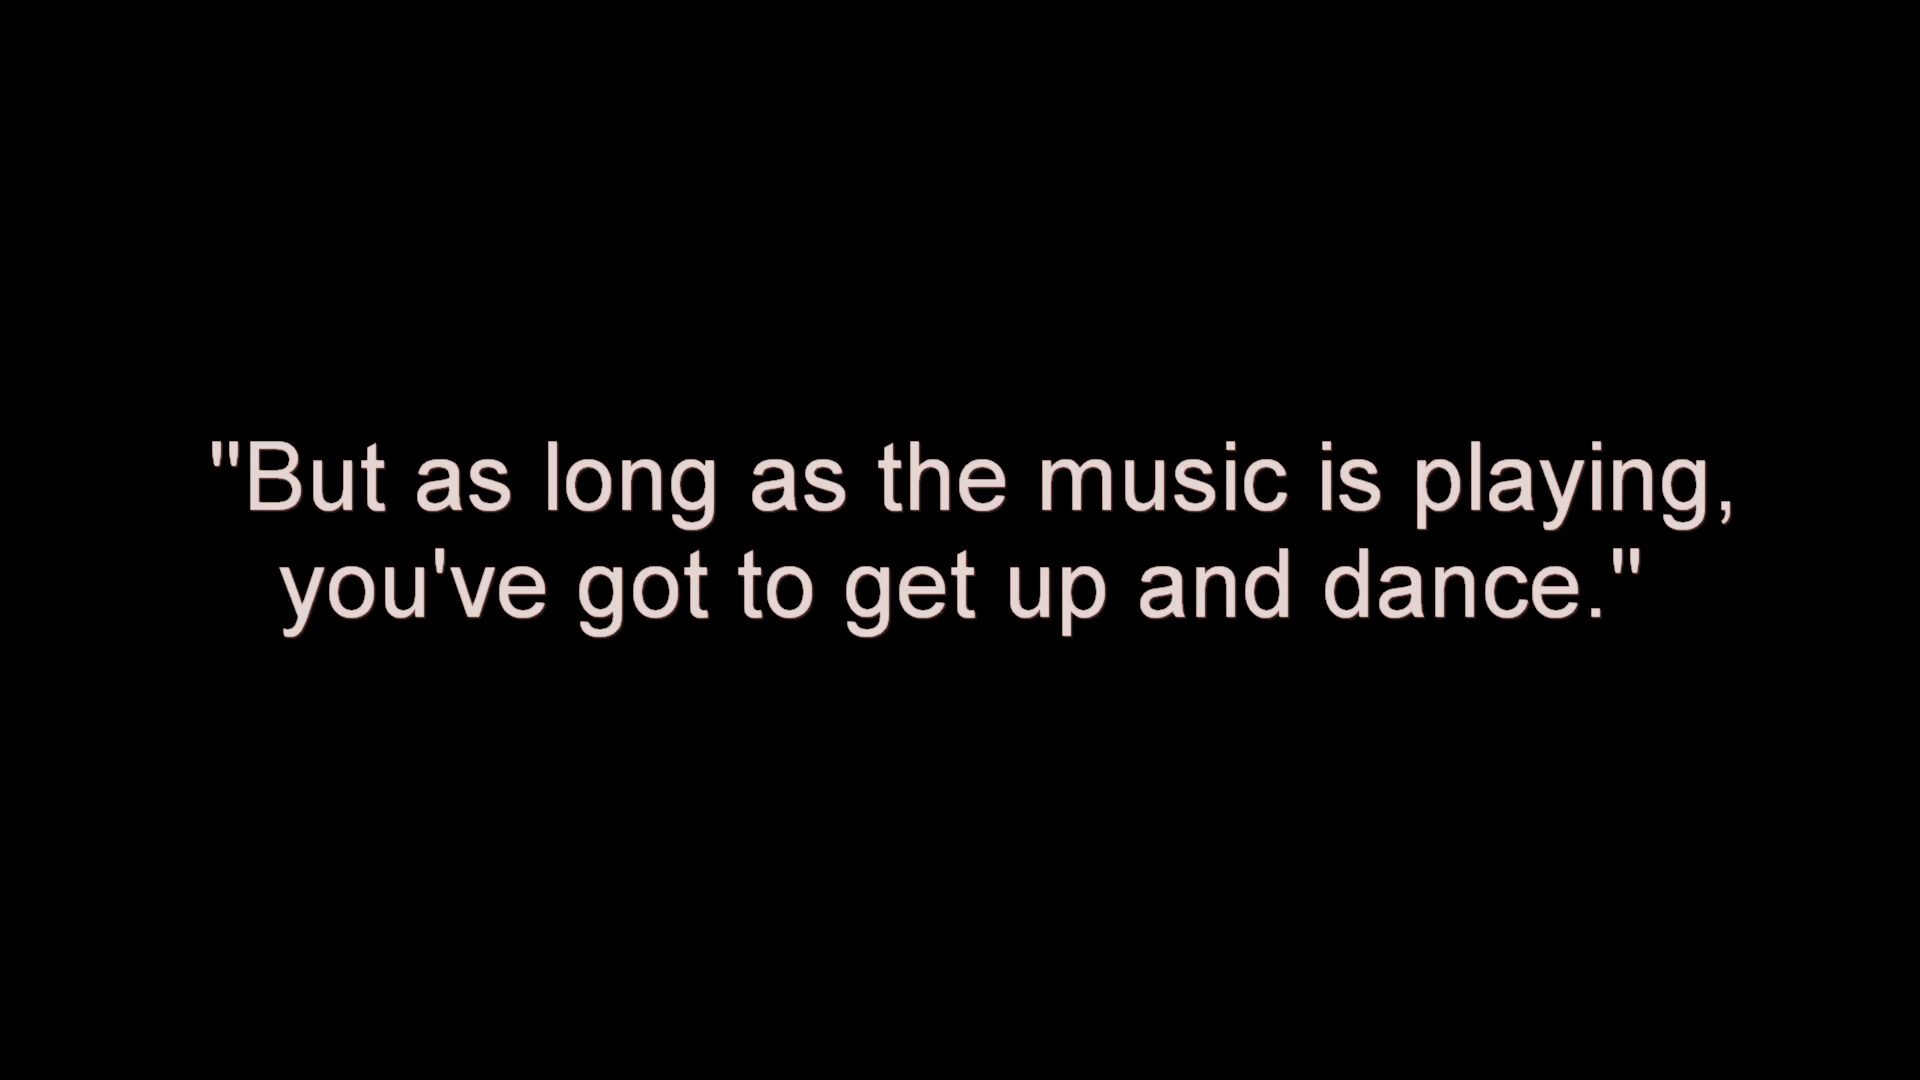 "But as long as the music is playing,
you've got to get up and dance."